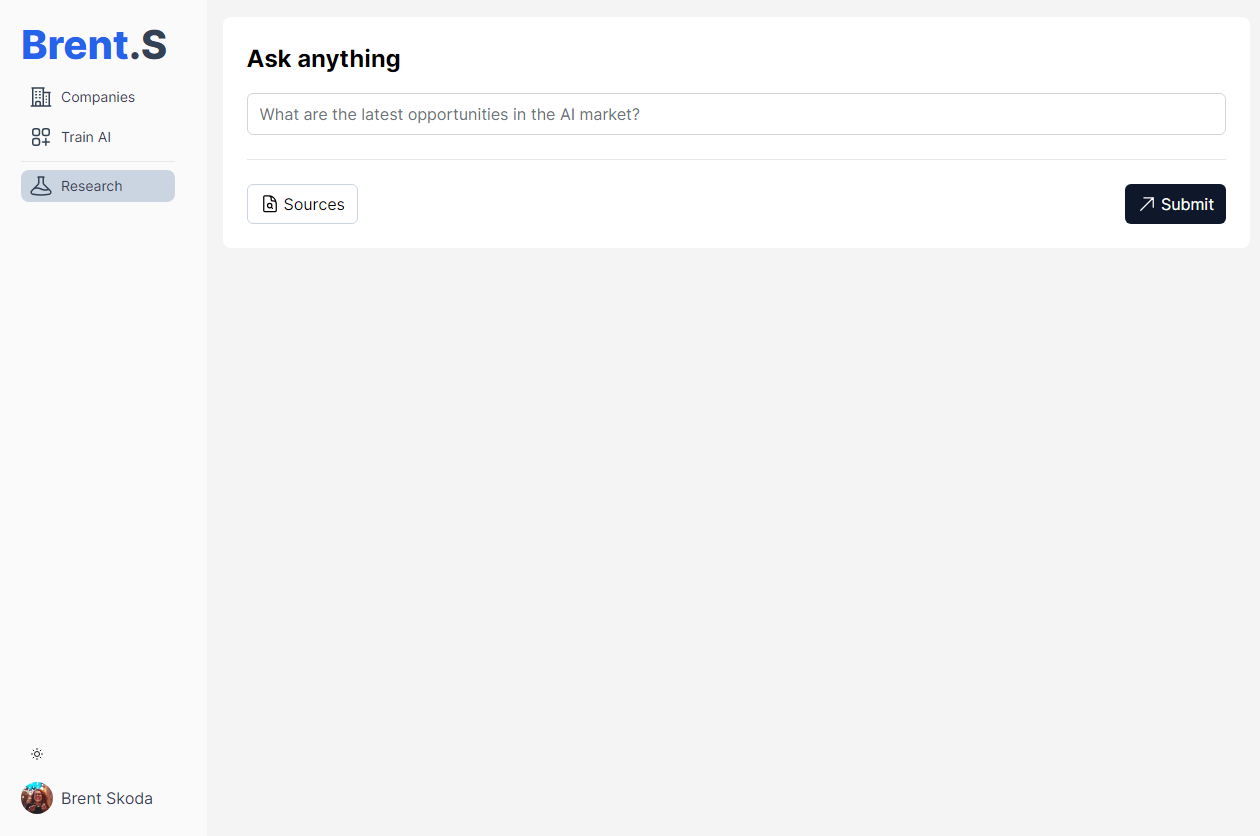 Brent.S
Companies
Train AI
Research
Brent Skoda
Ask anything
What are the latest opportunities in the AI market?
Sources
Submit